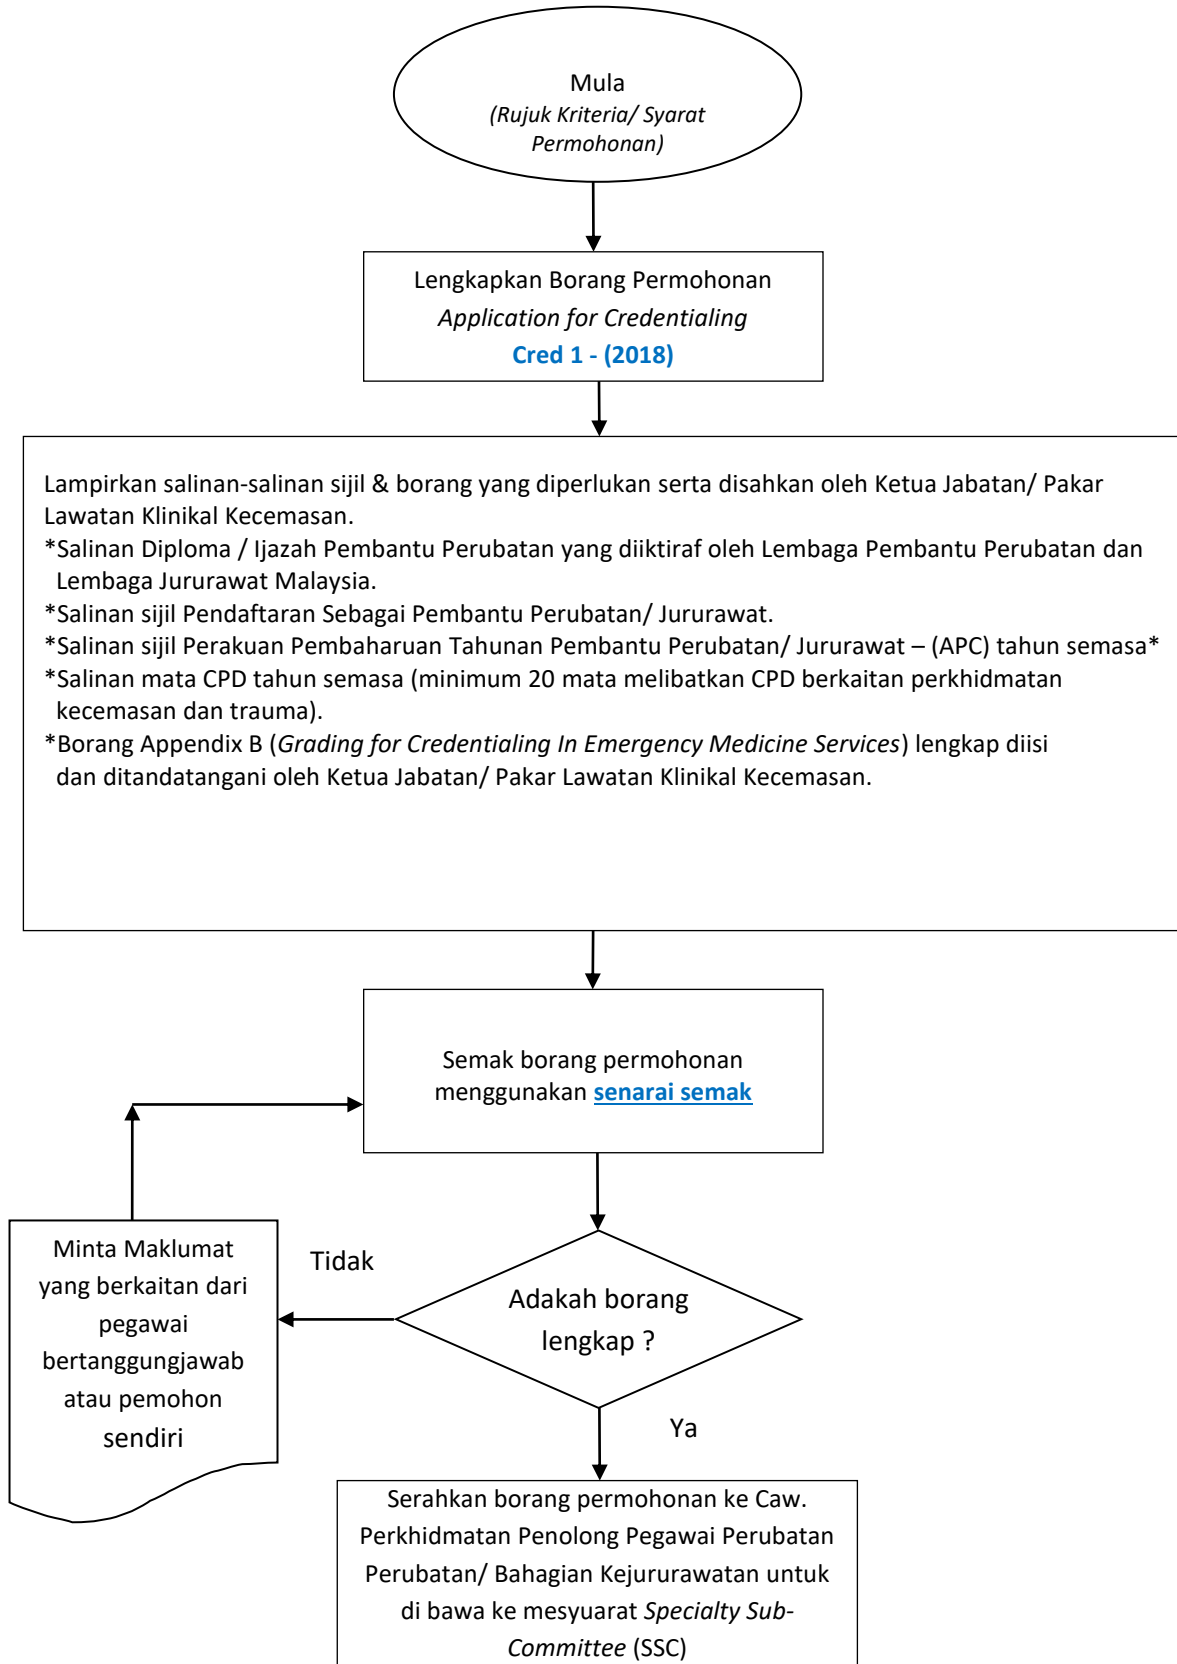 Mula
(Rujuk Kriteria/ Syarat
Permohonan)
Lengkapkan Borang Permohonan
Application for Credentialing
Cred 1 - (2018)
Lampirkan salinan-salinan sijil & borang yang diperlukan serta disahkan oleh Ketua Jabatan/ Pakar
Lawatan Klinikal Kecemasan.
*Salinan Diploma / Ijazah Pembantu Perubatan yang diiktiraf oleh Lembaga Pembantu Perubatan dan
Lembaga Jururawat Malaysia.
*Salinan sijil Pendaftaran Sebagai Pembantu Perubatan/ Jururawat.
*Salinan sijil Perakuan Pembaharuan Tahunan Pembantu Perubatan/ Jururawat – (APC) tahun semasa*
*Salinan mata CPD tahun semasa (minimum 20 mata melibatkan CPD berkaitan perkhidmatan
kecemasan dan trauma).
*Borang Appendix B (Grading for Credentialing In Emergency Medicine Services) lengkap diisi
dan ditandatangani oleh Ketua Jabatan/ Pakar Lawatan Klinikal Kecemasan.
Semak borang permohonan
menggunakan senarai semak
Adakah borang
lengkap ?
Tidak
Minta Maklumat
yang berkaitan dari
pegawai
bertanggungjawab
atau pemohon
sendiri
Ya
Serahkan borang permohonan ke Caw.
Perkhidmatan Penolong Pegawai Perubatan
Perubatan/ Bahagian Kejururawatan untuk
di bawa ke mesyuarat Specialty Sub-
Committee (SSC)